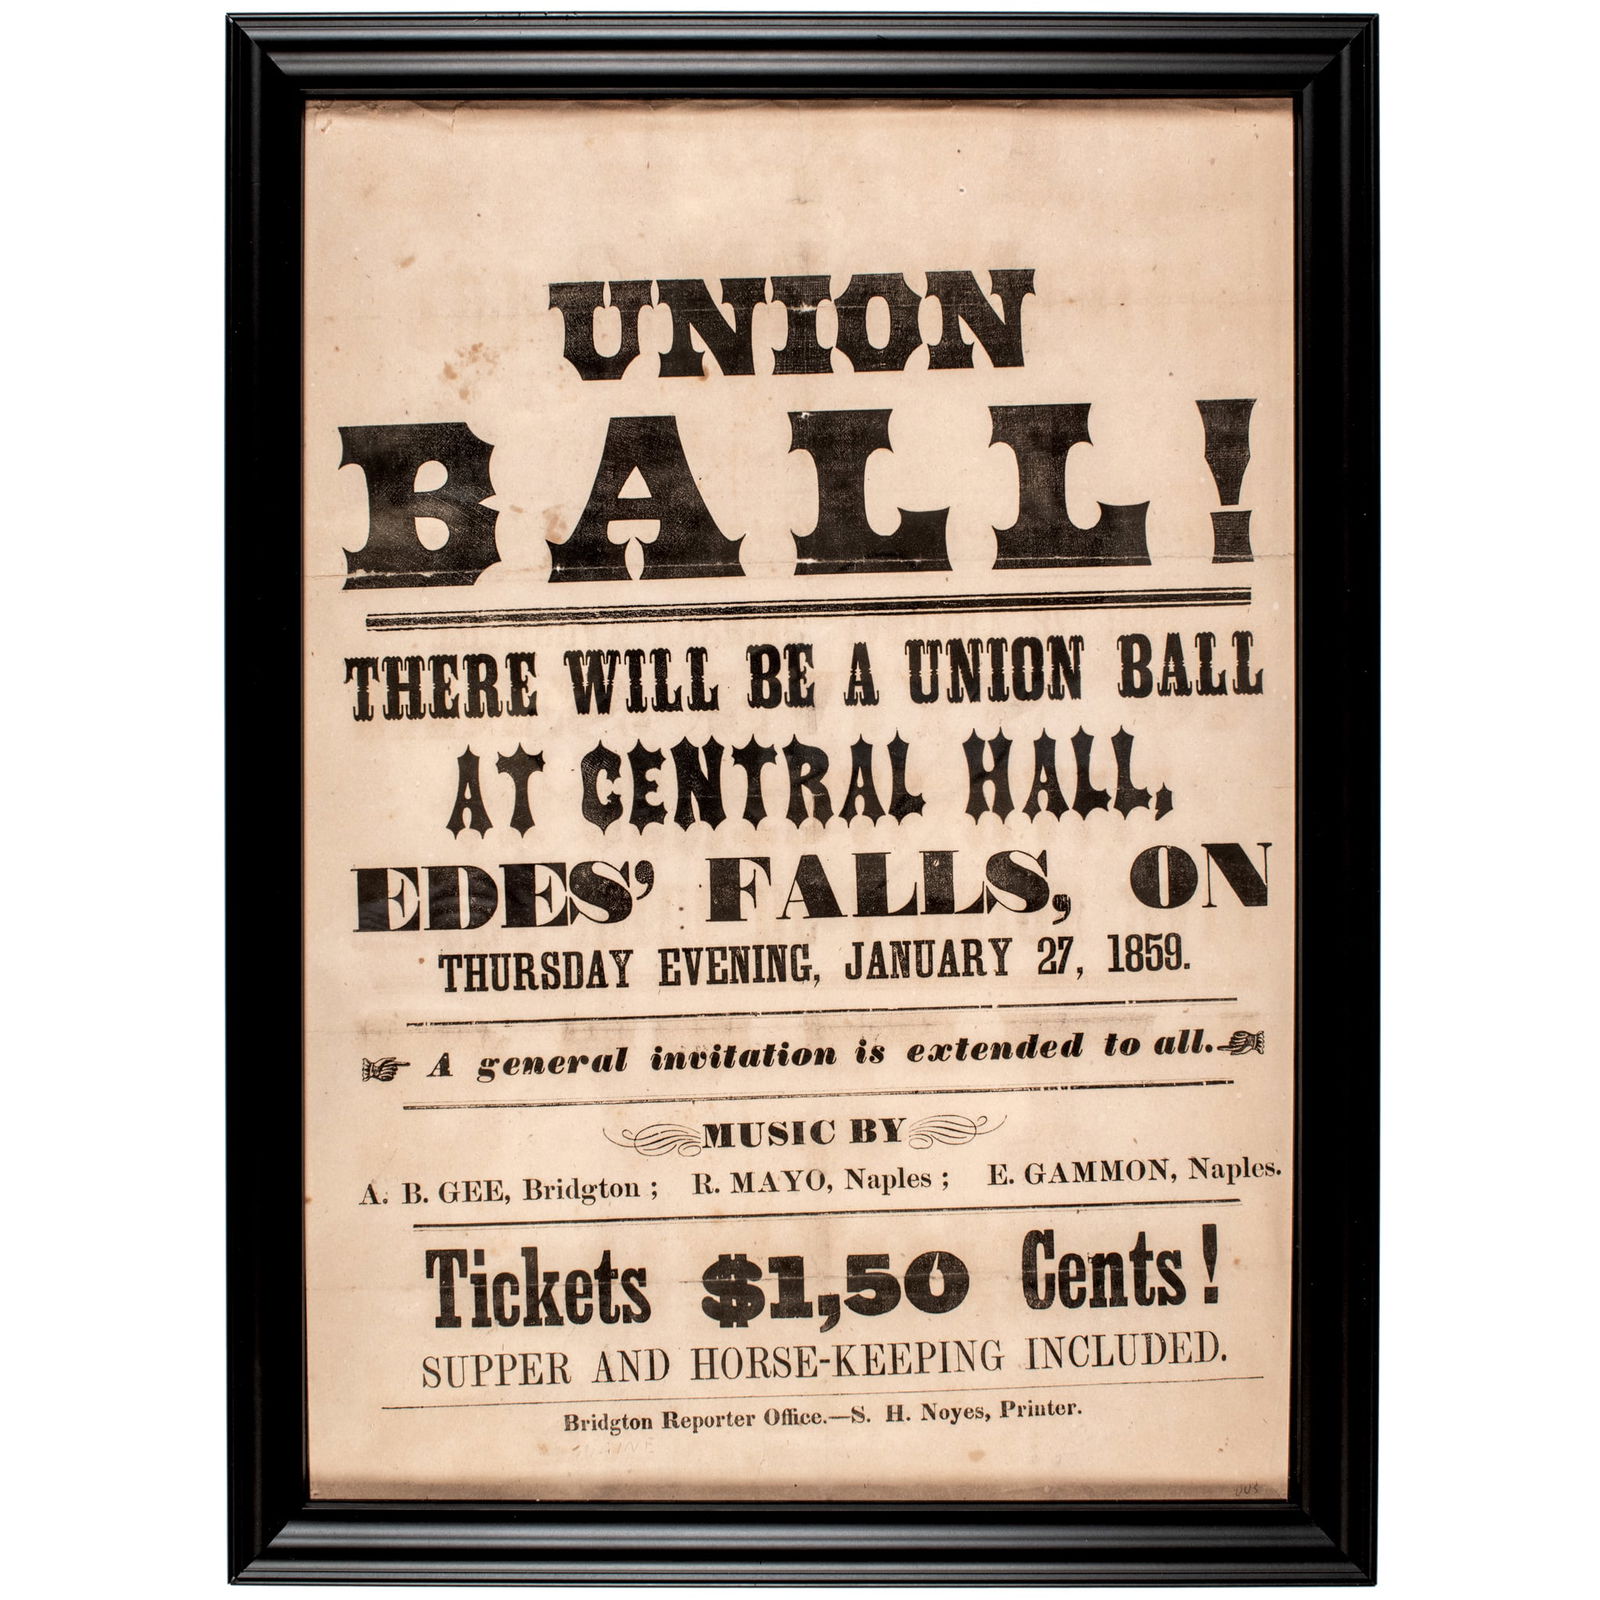 UNION
BALL!
THERE WILL BE A UNION BALL
AT CENTRAL HALL,
EDES' FALLS, ON
THURSDAY EVENING, JANUARY 27, 1859.
A general invitation is extended to all.
MUSIC BY
A. B. GEE, Bridgton; R. MAYO, Naples; E. GAMMON, Naples.
Tickets $1,50 Cents!
SUPPER AND HORSE-KEEPING INCLUDED.
Bridgton Reporter Office.—S. H. Noyes, Printer.